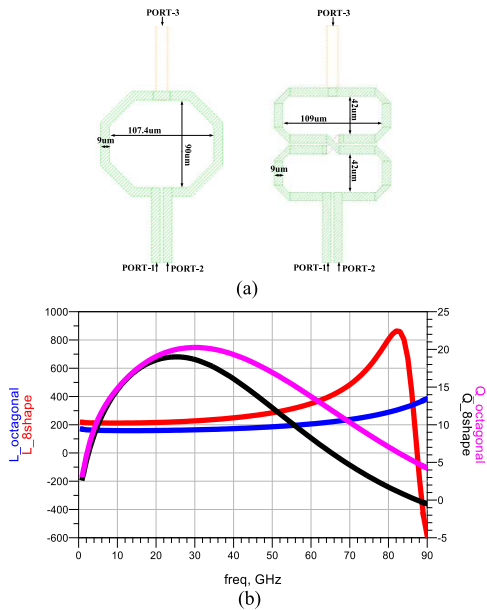 PORT-3
PORT-3
9um
107.4um
90um
109um
42um
42um
9um
PORT-1
PORT-2
PORT-1
PORT-2
(a)
L_octagonal
L_8shape
1000
800
600
400
200
0
-200
-400
-600
25
20
15
10
5
0
-5
Q_octagonal
Q_8shape
0 10 20 30 40 50 60 70 80 90
freq, GHz
(b)